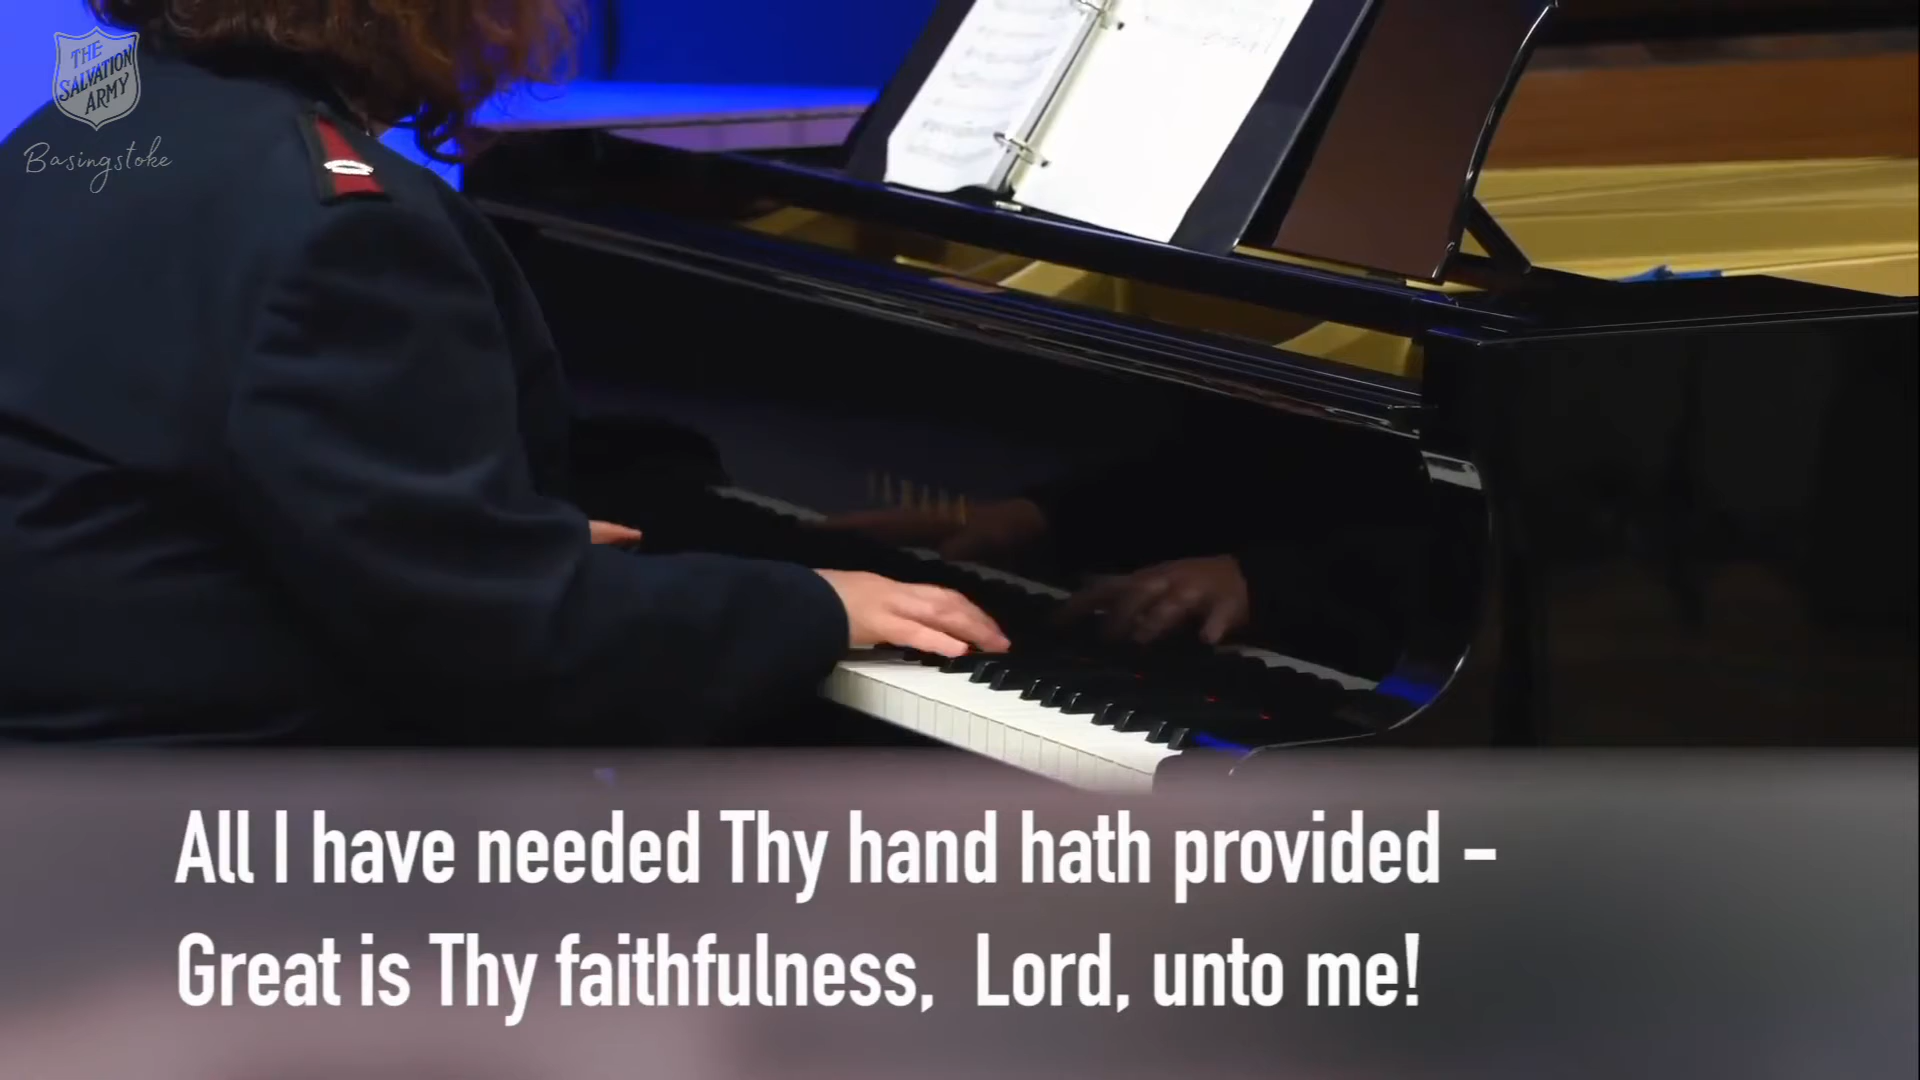 THE
SALVATION
ARMY
Basingstoke
All I have needed Thy hand hath provided –
Great is Thy faithfulness, Lord, unto me!